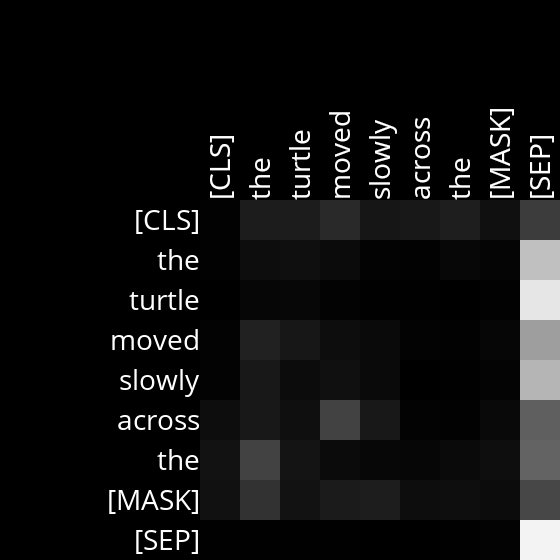 [CLS] the turtle moved slowly across the [MASK] [SEP]
[CLS]
the
turtle
moved
slowly
across
the
[MASK]
[SEP]